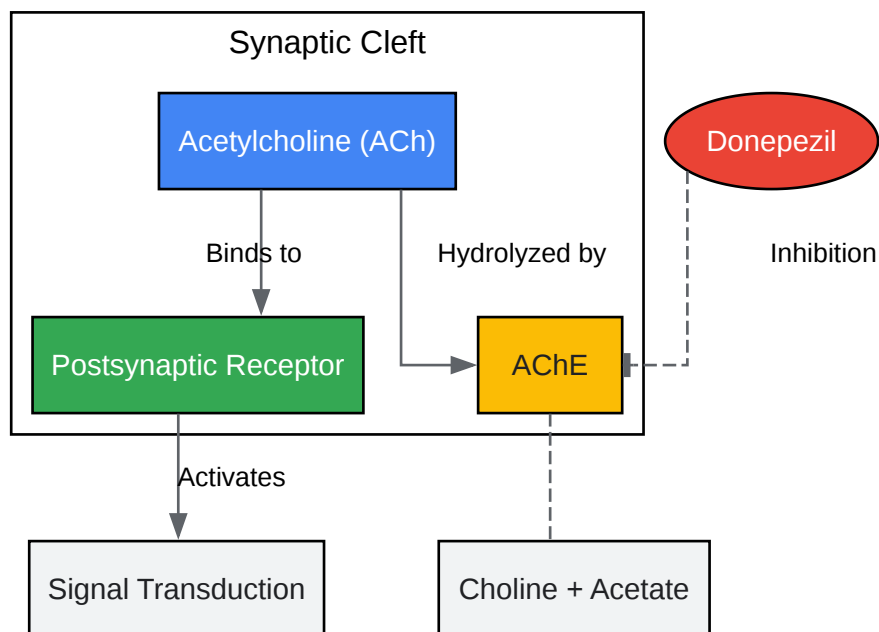 Synaptic Cleft
Acetylcholine (ACh)
Donepezil
Binds to
Hydrolyzed by
Inhibition
Postsynaptic Receptor
AChE
Activates
Signal Transduction
Choline + Acetate